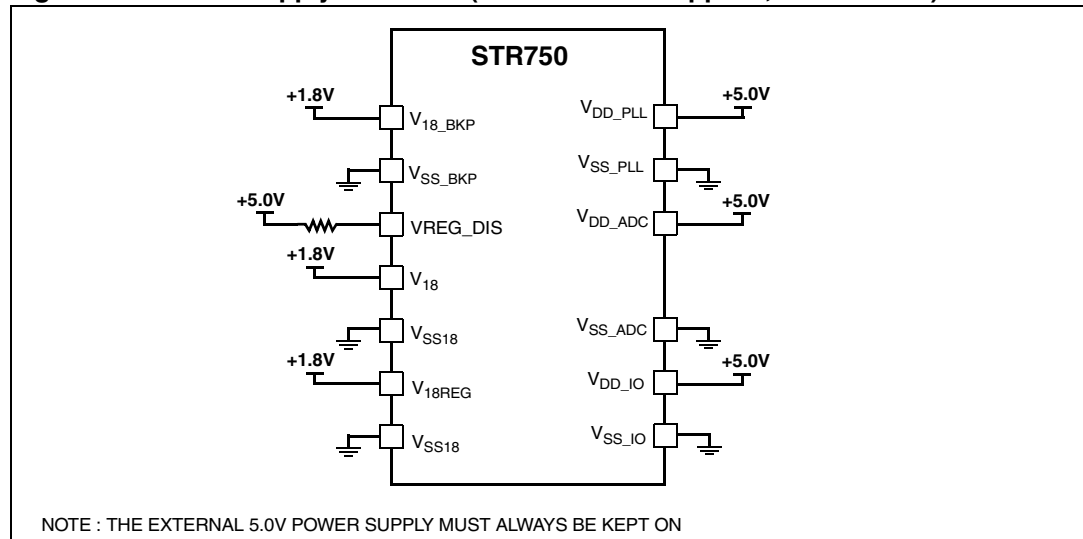 STR750
+1.8V
V18_BKP
VSS_BKP
+5.0V
VREG_DIS
+1.8V
V18
VSS18
+1.8V
V18REG
VSS18
VDD_PLL
+5.0V
VSS_PLL
VDD_ADC
+5.0V
VSS_ADC
VDD_IO
+5.0V
VSS_IO
NOTE : THE EXTERNAL 5.0V POWER SUPPLY MUST ALWAYS BE KEPT ON